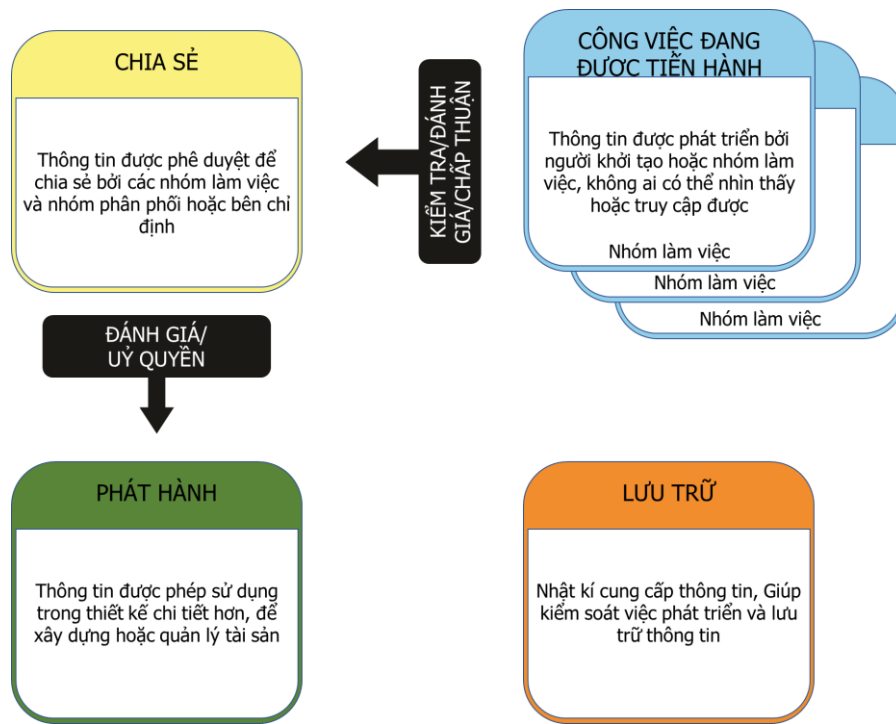 CHIA SẺ
Thông tin được phê duyệt để
chia sẻ bởi các nhóm làm việc
và nhóm phân phối hoặc bên chỉ
định
KIỂM TRA/ĐÁNH
GIÁ/CHẤP THUẬN
CÔNG VIỆC ĐANG
ĐƯỢC TIẾN HÀNH
Thông tin được phát triển bởi
người khởi tạo hoặc nhóm làm
việc, không ai có thể nhìn thấy
hoặc truy cập được
Nhóm làm việc
Nhóm làm việc
Nhóm làm việc
ĐÁNH GIÁ/
UỶ QUYỀN
PHÁT HÀNH
Thông tin được phép sử dụng
trong thiết kế chi tiết hơn, để
xây dựng hoặc quản lý tài sản
LƯU TRỮ
Nhật kí cung cấp thông tin, Giúp
kiểm soát việc phát triển và lưu
trữ thông tin